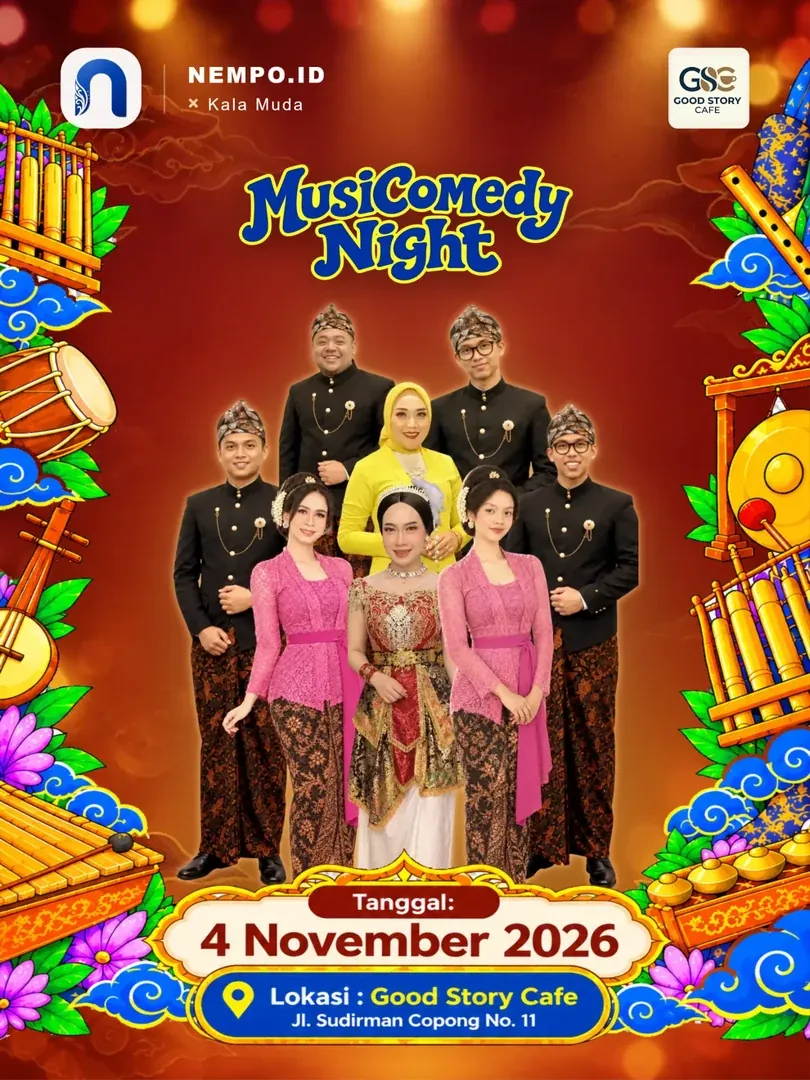 NEMPO.ID
× Kala Muda
GSC
GOOD STORY
CAFE
MusiComedy
Night
Tanggal:
4 November 2026
Lokasi : Good Story Cafe
Jl. Sudirman Copong No. 11